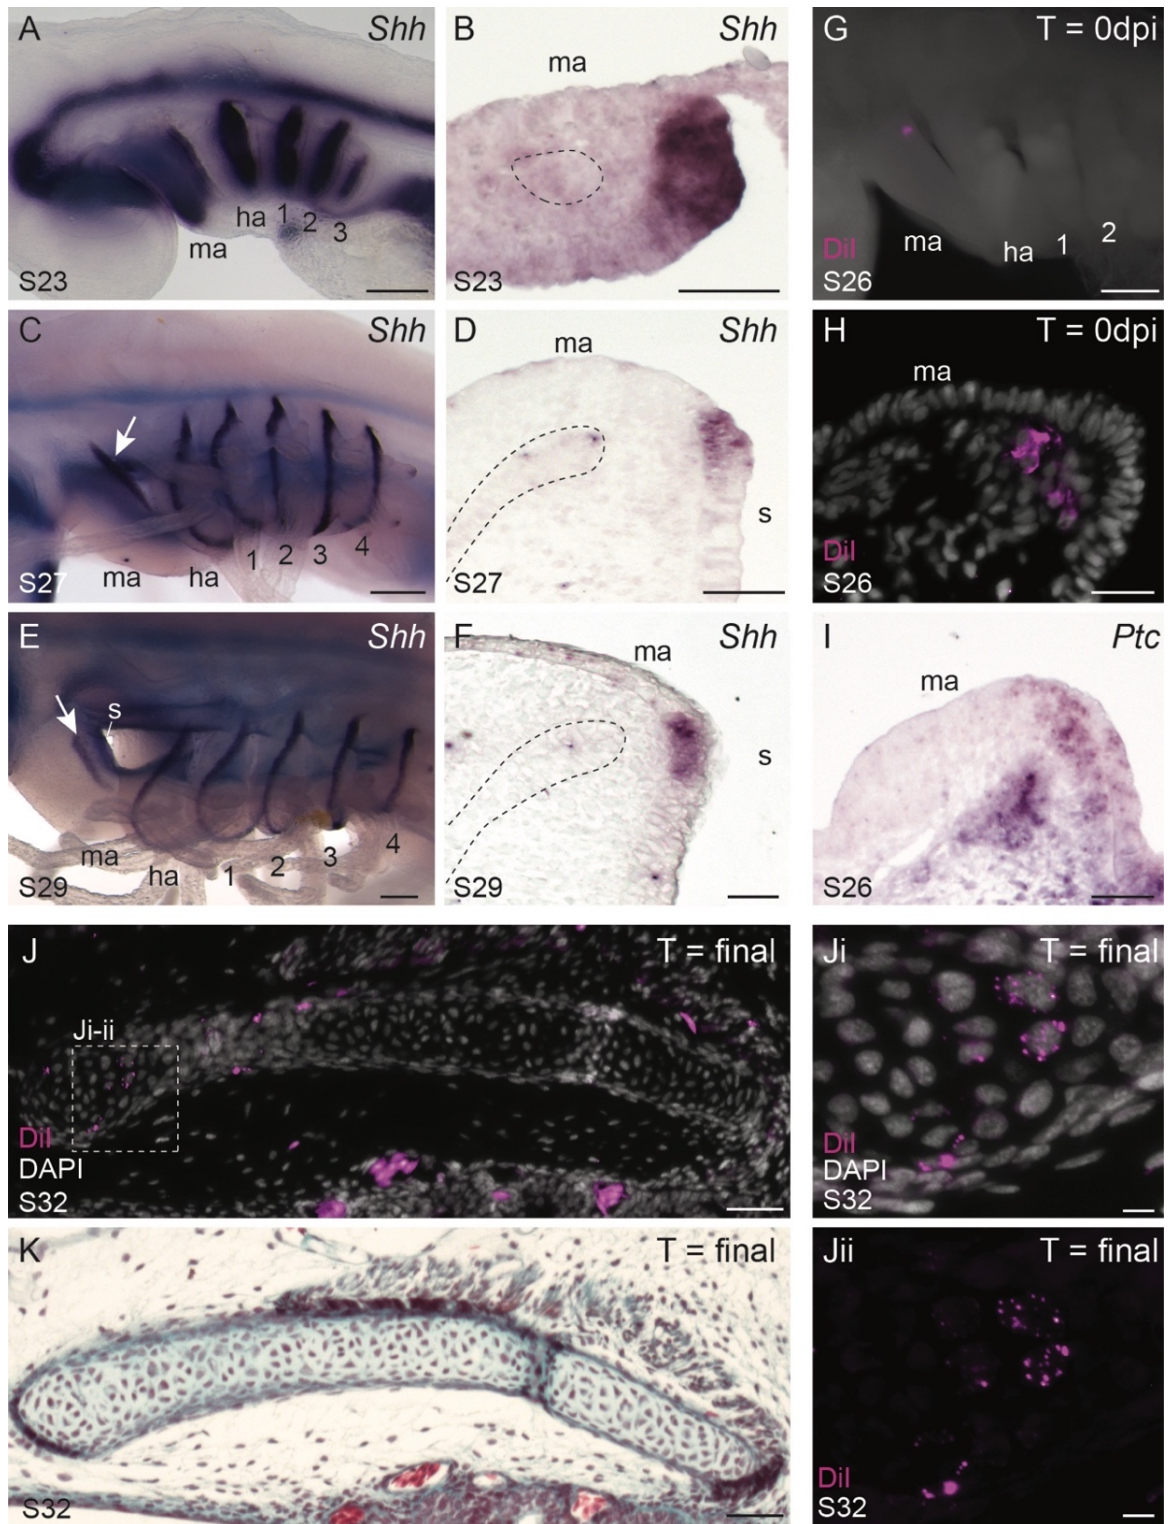 A
Shh
ha
1
2
3
ma
S23
B
Shh
ma
S23
G
T = 0dpi
DiI
S26
ma
ha
1
2
C
Shh
S27
ma
ha
1
2
3
4
D
Shh
ma
s
S27
H
T = 0dpi
ma
DiI
S26
E
Shh
s
ma
ha
1
2
3
4
S29
F
Shh
ma
s
S29
I
Ptc
ma
S26
J
T = final
Ji-ii
DiI
DAPI
S32
Ji
T = final
DiI
DAPI
S32
K
T = final
S32
Jii
T = final
DiI
S32